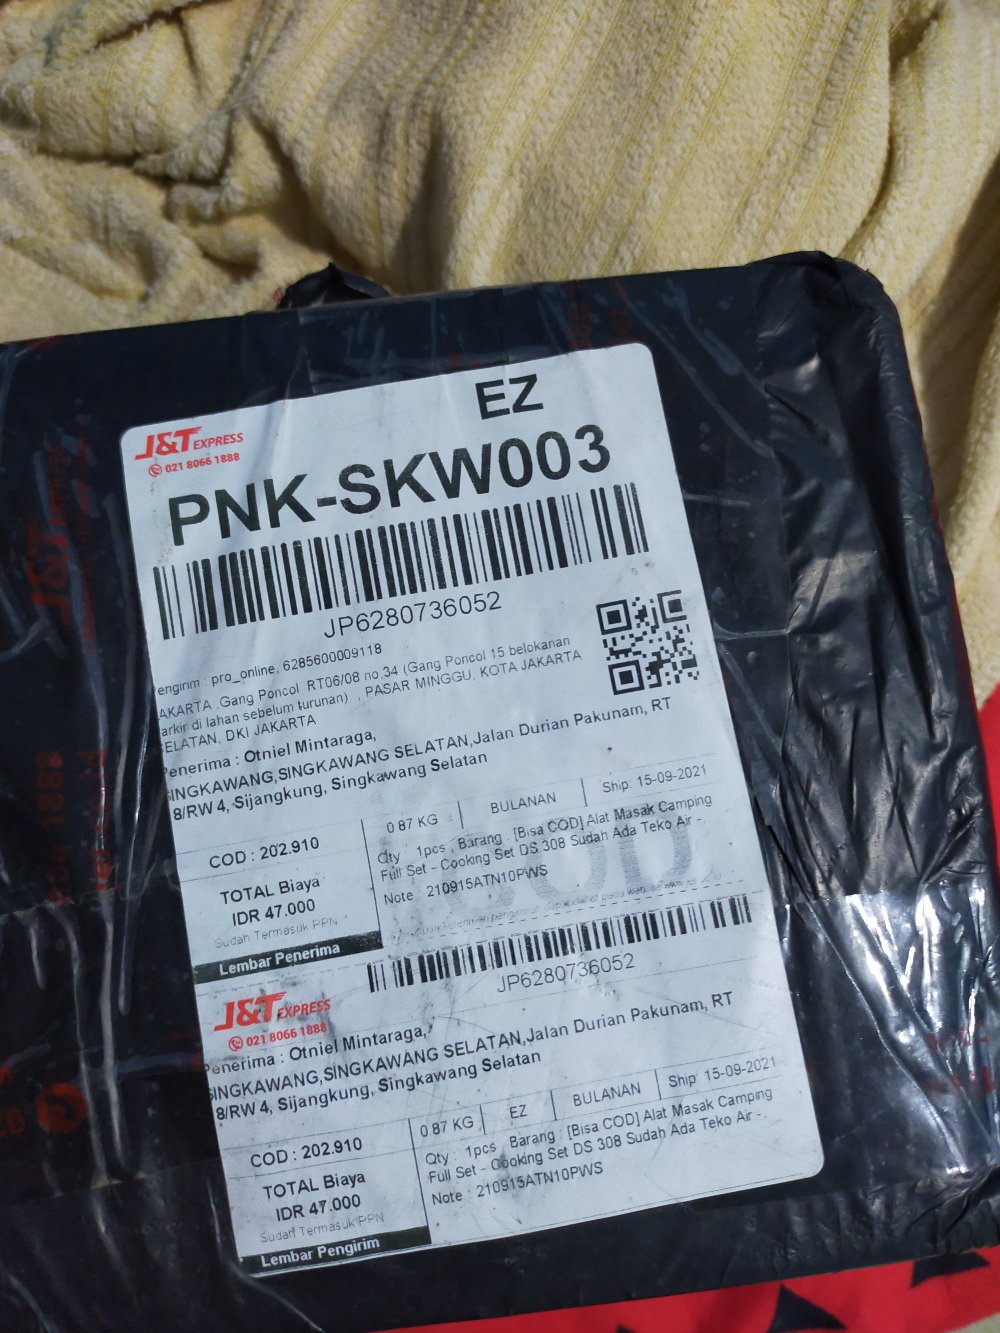 EZ
J&T EXPRESS
021 8066 1888
PNK-SKW003
JP6280736052
engirim : pro_online, 6285600009118
AKARTA ,Gang Poncol RT06/08 no.34 (Gang Poncol 15 belokanan
arkir di lahan sebelum turunan) , PASAR MINGGU, KOTA JAKARTA
SELATAN, DKI JAKARTA
Penerima : Otniel Mintaraga,
SINGKAWANG,SINGKAWANG SELATAN,Jalan Durian Pakunam, RT
8/RW 4, Sijangkung, Singkawang Selatan
COD : 202.910
0.87 KG
BULANAN
Ship: 15-09-2021
TOTAL Biaya
IDR 47.000
Sudah Termasuk PPN
Qty : 1pcs , Barang : [Bisa COD] Alat Masak Camping
Full Set - Cooking Set DS 308 Sudah Ada Teko Air -.
Note : 210915ATN10PWS
COD
Lembar Penerima
JP6280736052
J&T EXPRESS
021 8066 1888
Penerima : Otniel Mintaraga,
SINGKAWANG,SINGKAWANG SELATAN,Jalan Durian Pakunam, RT
8/RW 4, Sijangkung, Singkawang Selatan
COD : 202.910
0.87 KG
EZ
BULANAN
Ship: 15-09-2021
TOTAL Biaya
IDR 47.000
Sudah Termasuk PPN
Qty : 1pcs , Barang : [Bisa COD] Alat Masak Camping
Full Set - Cooking Set DS 308 Sudah Ada Teko Air -.
Note : 210915ATN10PWS
Lembar Pengirim